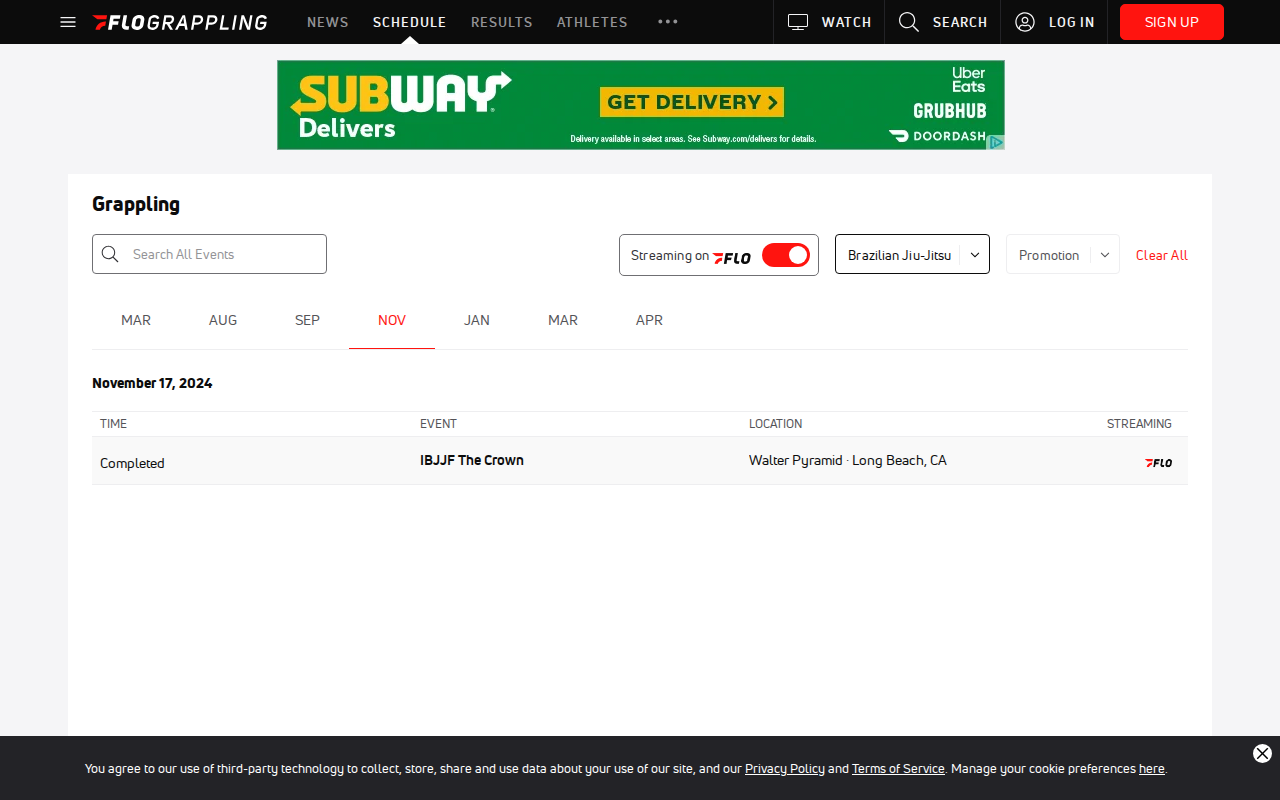 FLOGRAPPLING NEWS SCHEDULE RESULTS ATHLETES WATCH SEARCH LOG IN SIGN UP
SUBWAY
Delivers
GET DELIVERY
Delivery available in select areas. See Subway.com/delivers for details.
Uber
Eats
GRUBHUB
DOORDASH
Grappling
Search All Events
Streaming on FLO
Brazilian Jiu-Jitsu
Promotion
Clear All
MAR AUG SEP NOV JAN MAR APR
November 17, 2024
TIME EVENT LOCATION STREAMING
Completed IBJJF The Crown Walter Pyramid · Long Beach, CA FLO
You agree to our use of third-party technology to collect, store, share and use data about your use of our site, and our Privacy Policy and Terms of Service. Manage your cookie preferences here.